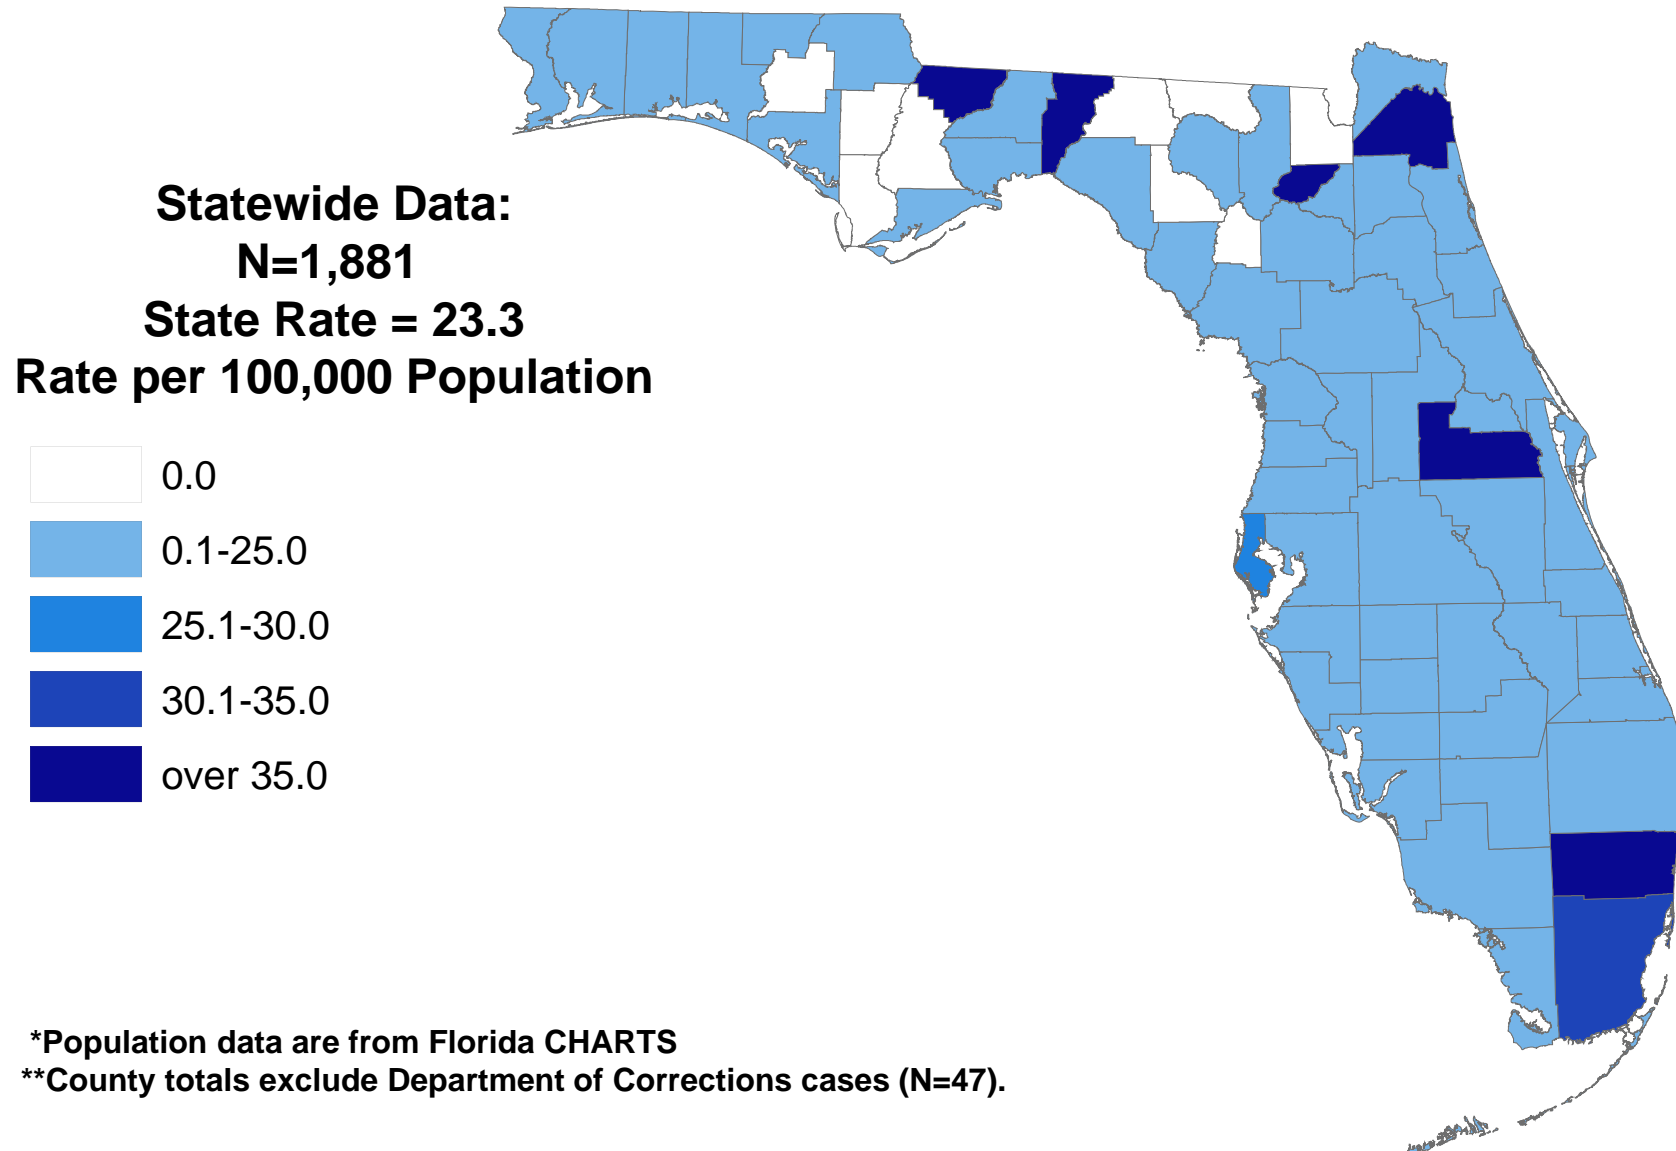 Statewide Data:
N=1,881
State Rate = 23.3
Rate per 100,000 Population
0.0
0.1-25.0
25.1-30.0
30.1-35.0
over 35.0
*Population data are from Florida CHARTS
**County totals exclude Department of Corrections cases (N=47).